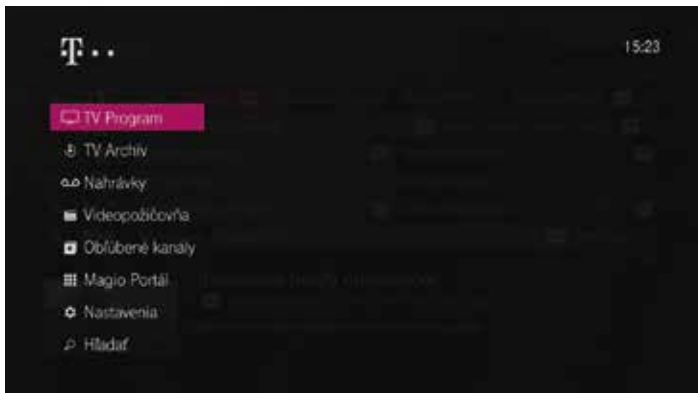 T
15:23
TV Program
TV Archív
Nahrávky
Videopožičovňa
Obľúbené kanály
Magio Portál
Nastavenia
Hľadať